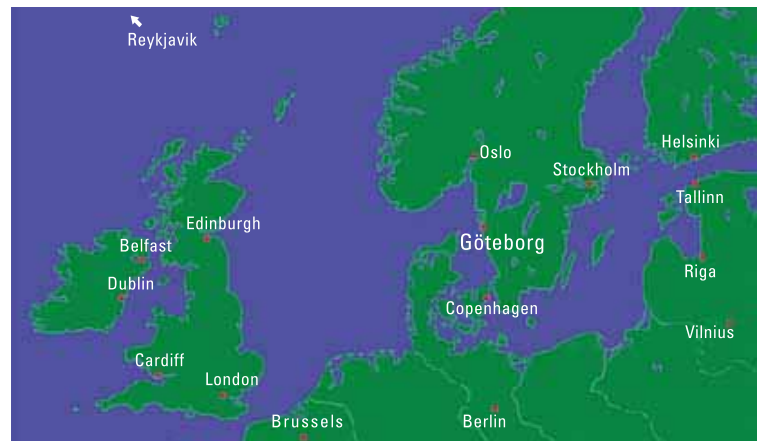 Reykjavik
Helsinki
Oslo
Stockholm
Tallinn
Edinburgh
Belfast
Göteborg
Riga
Dublin
Copenhagen
Vilnius
Cardiff
London
Brussels
Berlin